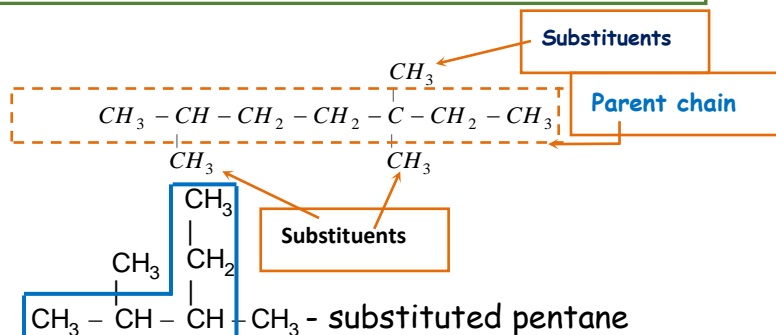 Substituents
CH₃
Parent chain
CH₃ – CH – CH₂ – CH₂ – C – CH₂ – CH₃
CH₃ CH₃
Substituents
CH₃
CH₃ CH₂
CH₃ – CH – CH – CH₃ - substituted pentane